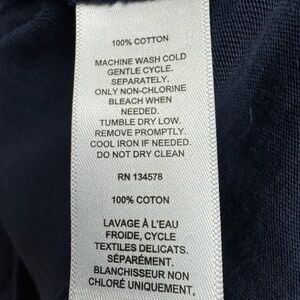 100% COTTON
MACHINE WASH COLD
GENTLE CYCLE.
SEPARATELY.
ONLY NON-CHLORINE
BLEACH WHEN
NEEDED.
TUMBLE DRY LOW.
REMOVE PROMPTLY.
COOL IRON IF NEEDED.
DO NOT DRY CLEAN
RN 134578
100% COTTON
LAVAGE À L'EAU
FROIDE, CYCLE
TEXTILES DELICATS.
SÉPARÉMENT.
BLANCHISSEUR NON
CHLORÉ UNIQUEMENT,